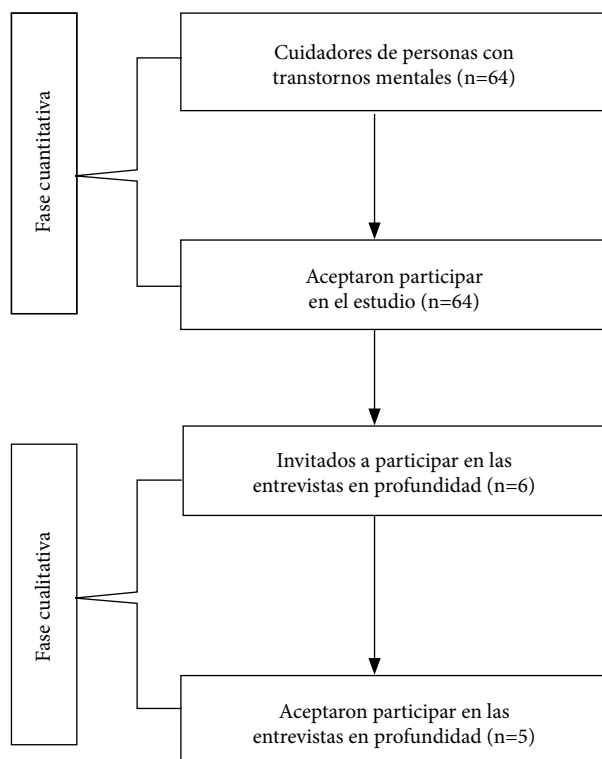 Fase cuantitativa
Cuidadores de personas con
transtornos mentales (n=64)
Aceptaron participar
en el estudio (n=64)
Fase cualitativa
Invitados a participar en las
entrevistas en profundidad (n=6)
Aceptaron participar en las
entrevistas en profundidad (n=5)